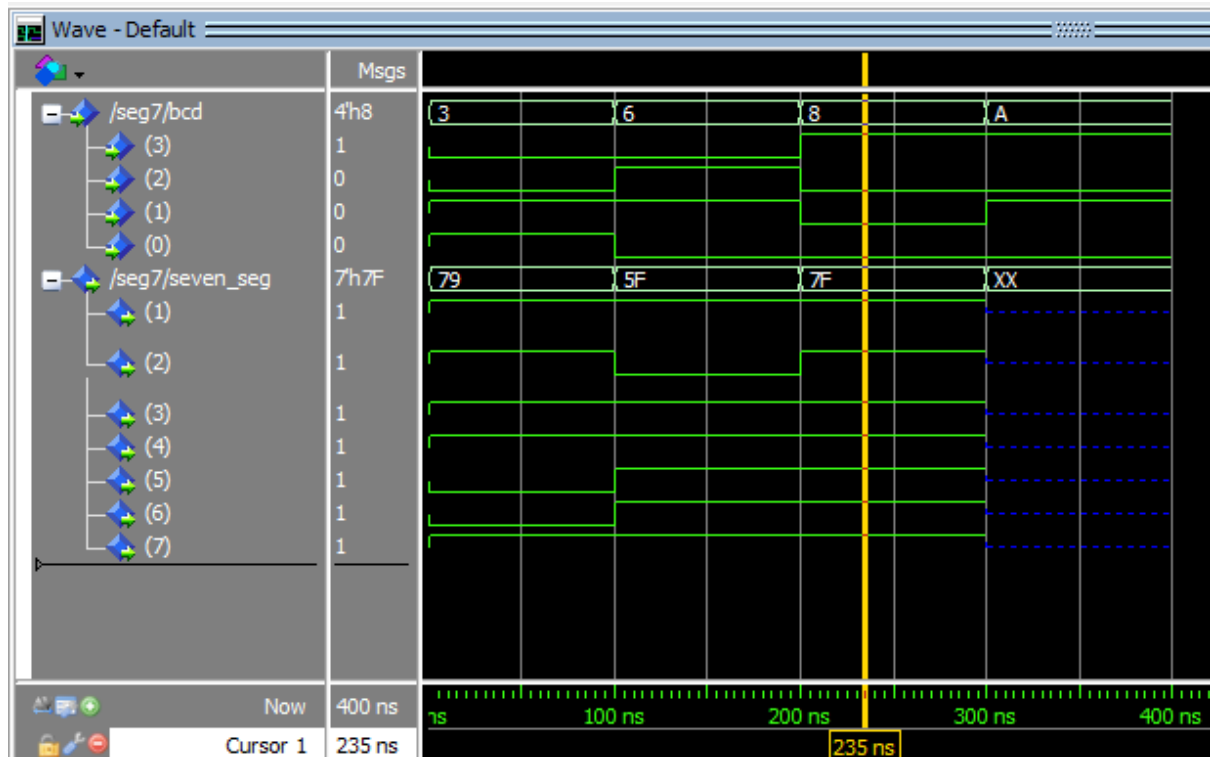 Wave - Default
Msgs
/seg7/bcd 4'h8 3 6 8 A
(3) 1
(2) 0
(1) 0
(0) 0
/seg7/seven_seg 7'h7F 79 5F 7F XX
(1) 1
(2) 1
(3) 1
(4) 1
(5) 1
(6) 1
(7) 1
Now 400 ns ns 100 ns 200 ns 300 ns 400 ns
Cursor 1 235 ns 235 ns